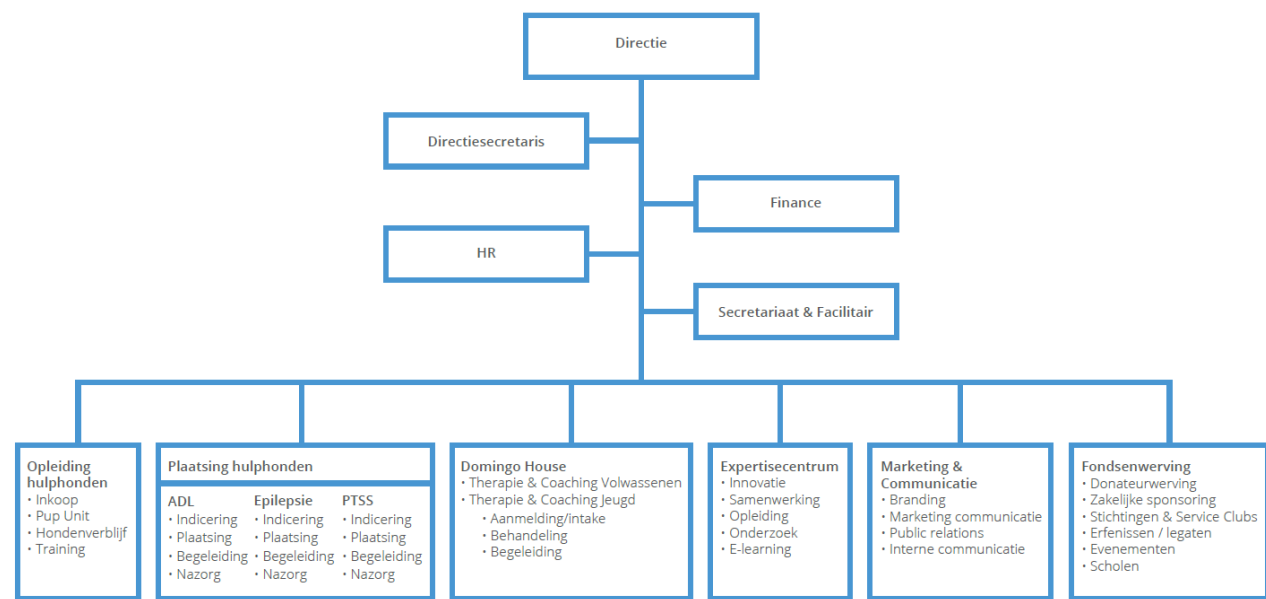 Directie
Directiesecretaris
Finance
HR
Secretariaat & Facilitair
Opleiding
hulphonden
• Inkoop
• Pup Unit
• Hondenverblijf
• Training
Plaatsing hulphonden
ADL
• Indicering
• Plaatsing
• Begeleiding
• Nazorg
Epilepsie
• Indicering
• Plaatsing
• Begeleiding
• Nazorg
PTSS
• Indicering
• Plaatsing
• Begeleiding
• Nazorg
Domingo House
• Therapie & Coaching Volwassenen
• Therapie & Coaching Jeugd
• Aanmelding/intake
• Behandeling
• Begeleiding
Expertisecentrum
• Innovatie
• Samenwerking
• Opleiding
• Onderzoek
• E-learning
Marketing &
Communicatie
• Branding
• Marketing communicatie
• Public relations
• Interne communicatie
Fondsenwerving
• Donateurwerving
• Zakelijke sponsoring
• Stichtingen & Service Clubs
• Erfenissen / legaten
• Evenementen
• Scholen